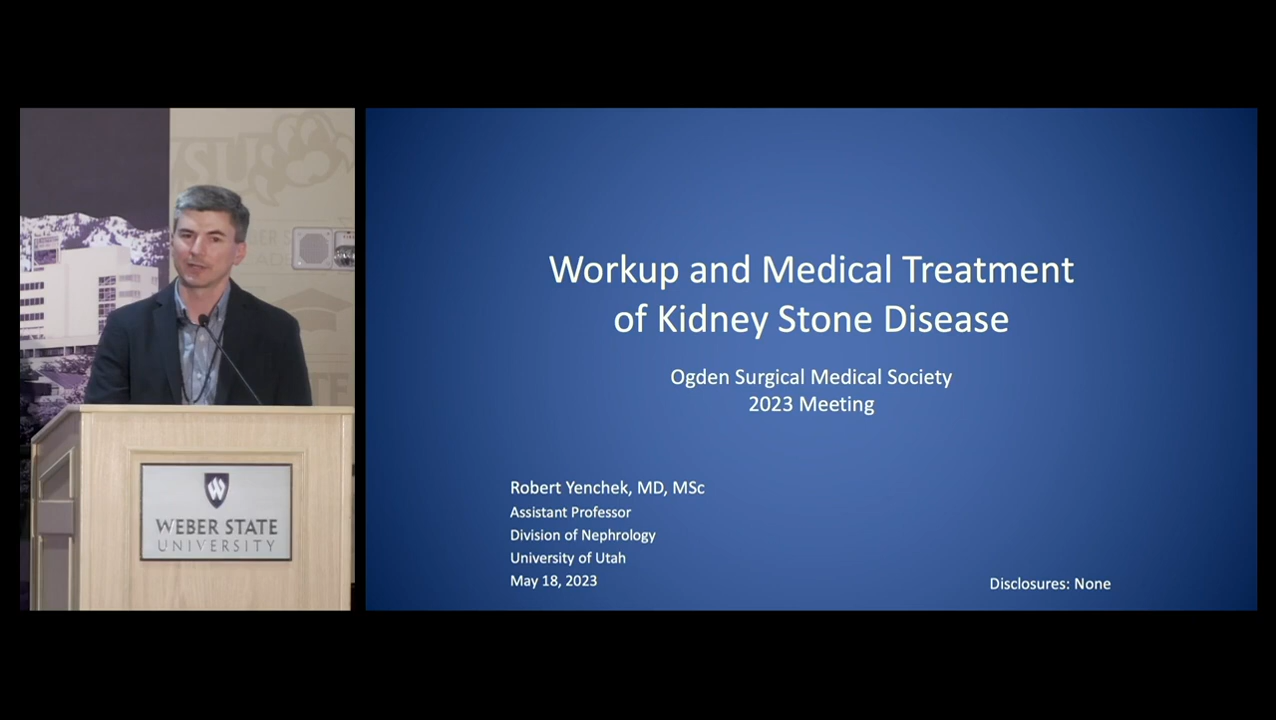 WSU
WEBER STATE
UNIVERSITY
Workup and Medical Treatment
of Kidney Stone Disease
Ogden Surgical Medical Society
2023 Meeting
Robert Yenchek, MD, MSc
Assistant Professor
Division of Nephrology
University of Utah
May 18, 2023
Disclosures: None